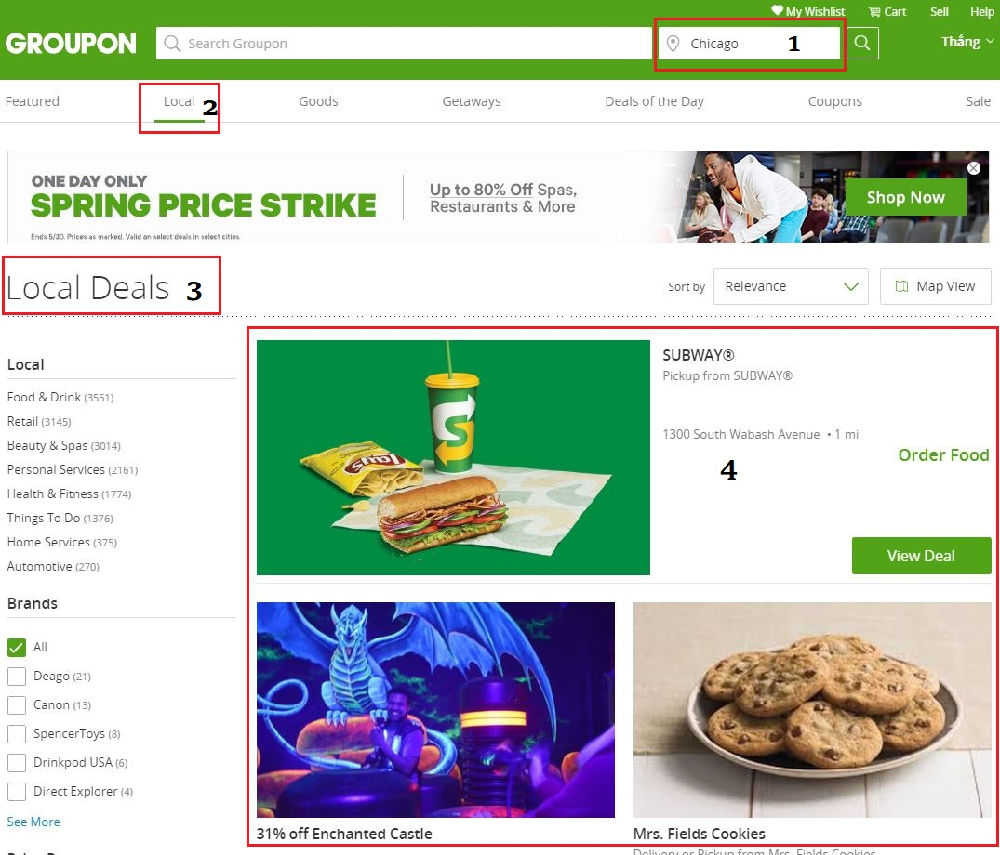 My Wishlist Cart Sell Help
GROUPON Search Groupon Chicago 1 Thắng
Featured Local 2 Goods Getaways Deals of the Day Coupons Sale
ONE DAY ONLY
SPRING PRICE STRIKE
Ends 5/30. Prices as marked. Valid on select deals in select cities.
Up to 80% Off Spas,
Restaurants & More
Shop Now
Local Deals 3
Sort by Relevance Map View
Local
Food & Drink (3551)
Retail (3145)
Beauty & Spas (3014)
Personal Services (2161)
Health & Fitness (1774)
Things To Do (1376)
Home Services (375)
Automotive (270)
Brands
All
Deago (21)
Canon (13)
SpencerToys (8)
Drinkpod USA (6)
Direct Explorer (4)
See More
Lay's
SUBWAY®
Pickup from SUBWAY®
1300 South Wabash Avenue • 1 mi
4
Order Food
View Deal
31% off Enchanted Castle
Mrs. Fields Cookies
Delivery or Pickup from Mrs. Fields Cookies